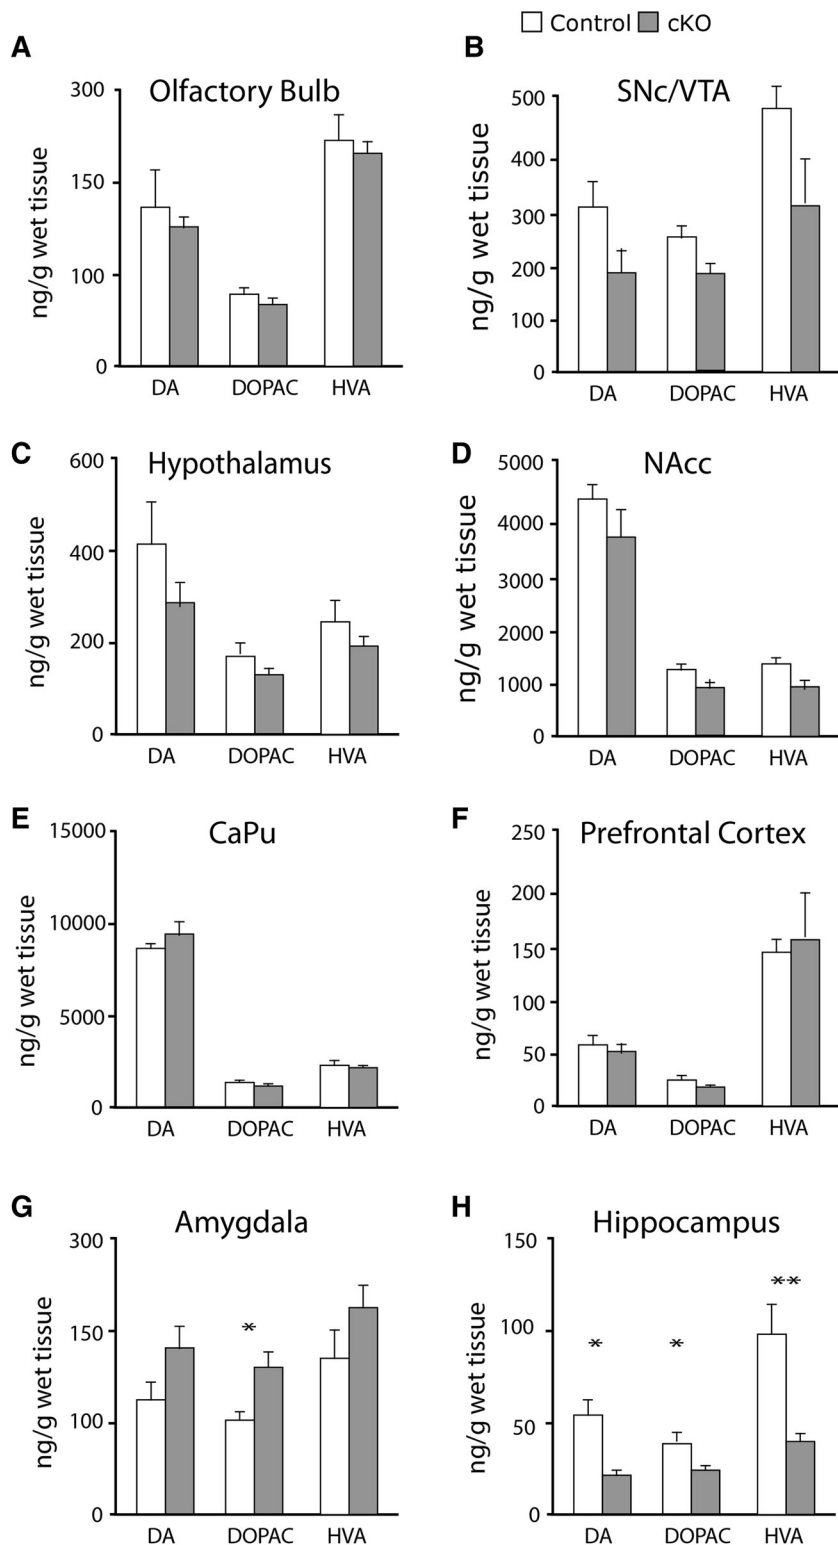 Control cKO
A
Olfactory Bulb
ng/g wet tissue
300
150
100
0
DA DOPAC HVA
B
SNc/VTA
ng/g wet tissue
500
400
300
200
100
0
DA DOPAC HVA
C
Hypothalamus
ng/g wet tissue
600
400
200
0
DA DOPAC HVA
D
NAcc
ng/g wet tissue
5000
4000
3000
2000
1000
0
DA DOPAC HVA
E
CaPu
ng/g wet tissue
15000
10000
5000
0
DA DOPAC HVA
F
Prefrontal Cortex
ng/g wet tissue
250
200
150
100
50
0
DA DOPAC HVA
G
Amygdala
ng/g wet tissue
300
150
100
0
*
DA DOPAC HVA
H
Hippocampus
ng/g wet tissue
150
100
50
0
* * **
DA DOPAC HVA